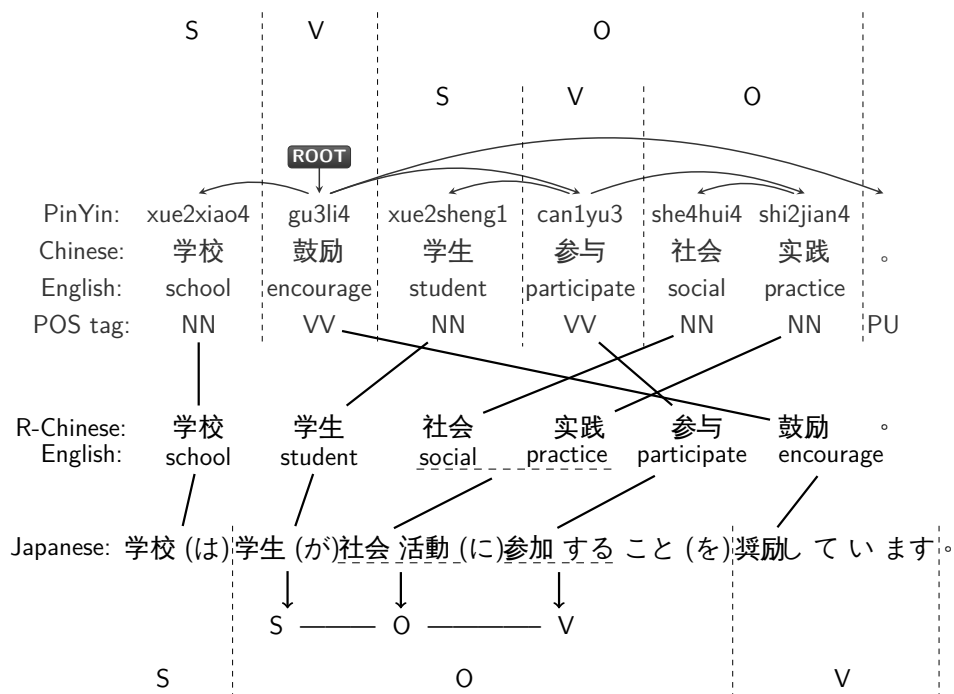 S V O
S V O
ROOT
PinYin: xue2xiao4 gu3li4 xue2sheng1 can1yu3 she4hui4 shi2jian4
Chinese: 学校 鼓励 学生 参与 社会 实践 。
English: school encourage student participate social practice
POS tag: NN VV NN VV NN NN PU
R-Chinese: 学校 学生 社会 实践 参与 鼓励 。
English: school student social practice participate encourage
Japanese: 学校 (は) 学生 (が) 社会 活動 (に) 参加 する こと (を) 奨励し て い ます 。
S O V
S O V